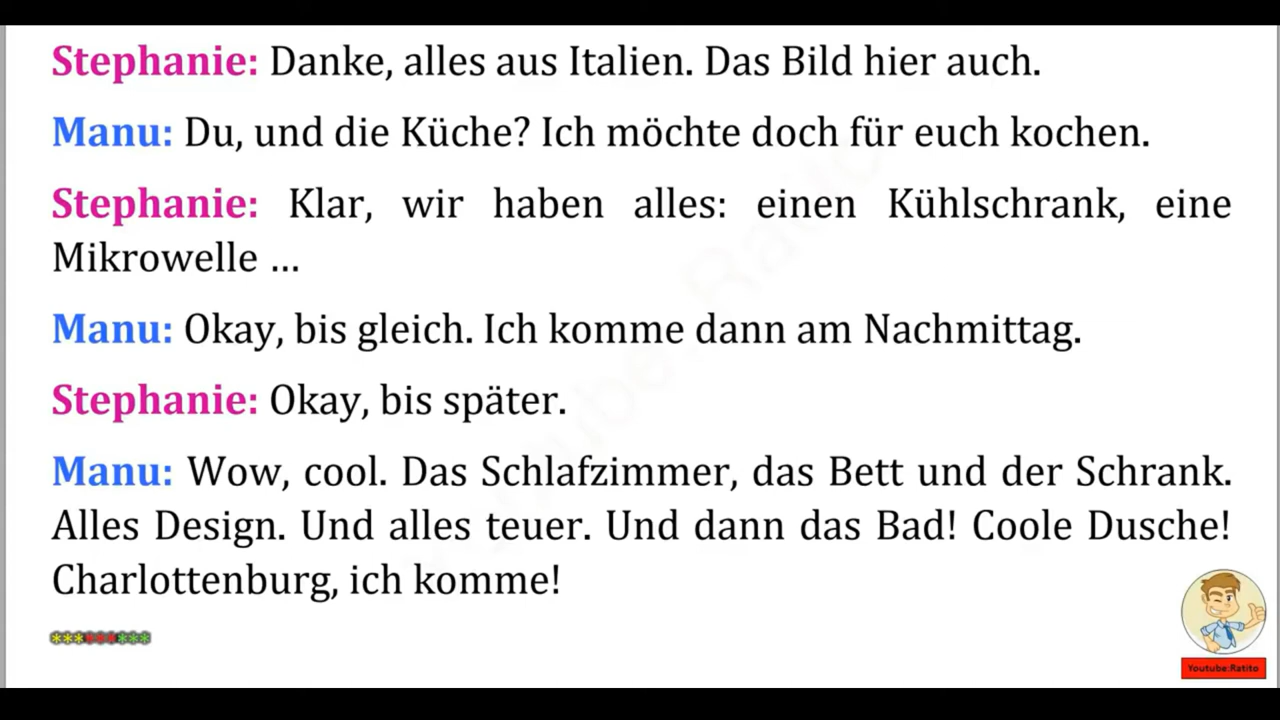 Stephanie: Danke, alles aus Italien. Das Bild hier auch.
Manu: Du, und die Küche? Ich möchte doch für euch kochen.
Stephanie: Klar, wir haben alles: einen Kühlschrank, eine
Mikrowelle ...
Manu: Okay, bis gleich. Ich komme dann am Nachmittag.
Stephanie: Okay, bis später.
Manu: Wow, cool. Das Schlafzimmer, das Bett und der Schrank.
Alles Design. Und alles teuer. Und dann das Bad! Coole Dusche!
Charlottenburg, ich komme!
*********
Youtube:Ratito